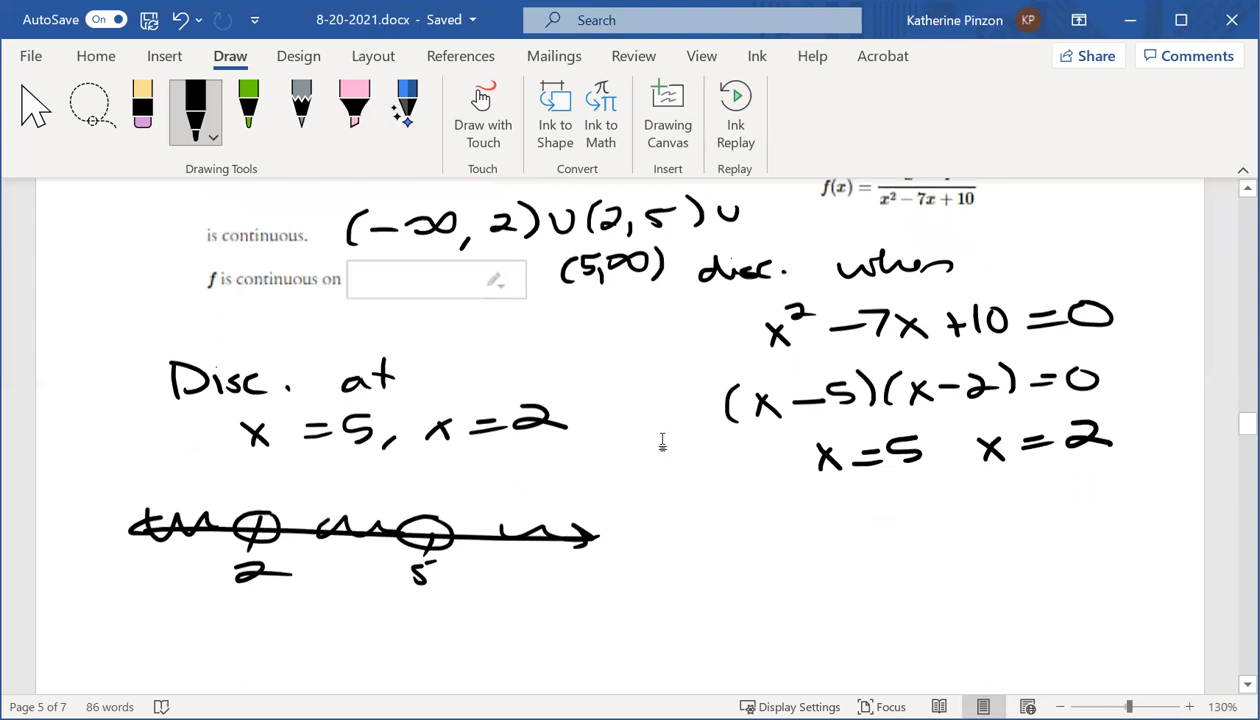 AutoSave On 8-20-2021.docx - Saved Search Katherine Pinzon KP
File Home Insert Draw Design Layout References Mailings Review View Ink Help Acrobat Share Comments
Draw with Touch
Ink to Shape
Ink to Math
Drawing Canvas
Ink Replay
Drawing Tools Touch Convert Insert Replay
f(x) =
x² − 7x + 10
(-∞, 2) ∪ (2, 5) ∪
is continuous.
(5, ∞) disc. when
f is continuous on
x² - 7x + 10 = 0
Disc. at
(x - 5)(x - 2) = 0
x = 5, x = 2
x = 5 x = 2
2 5
Page 5 of 7 86 words Display Settings Focus 130%